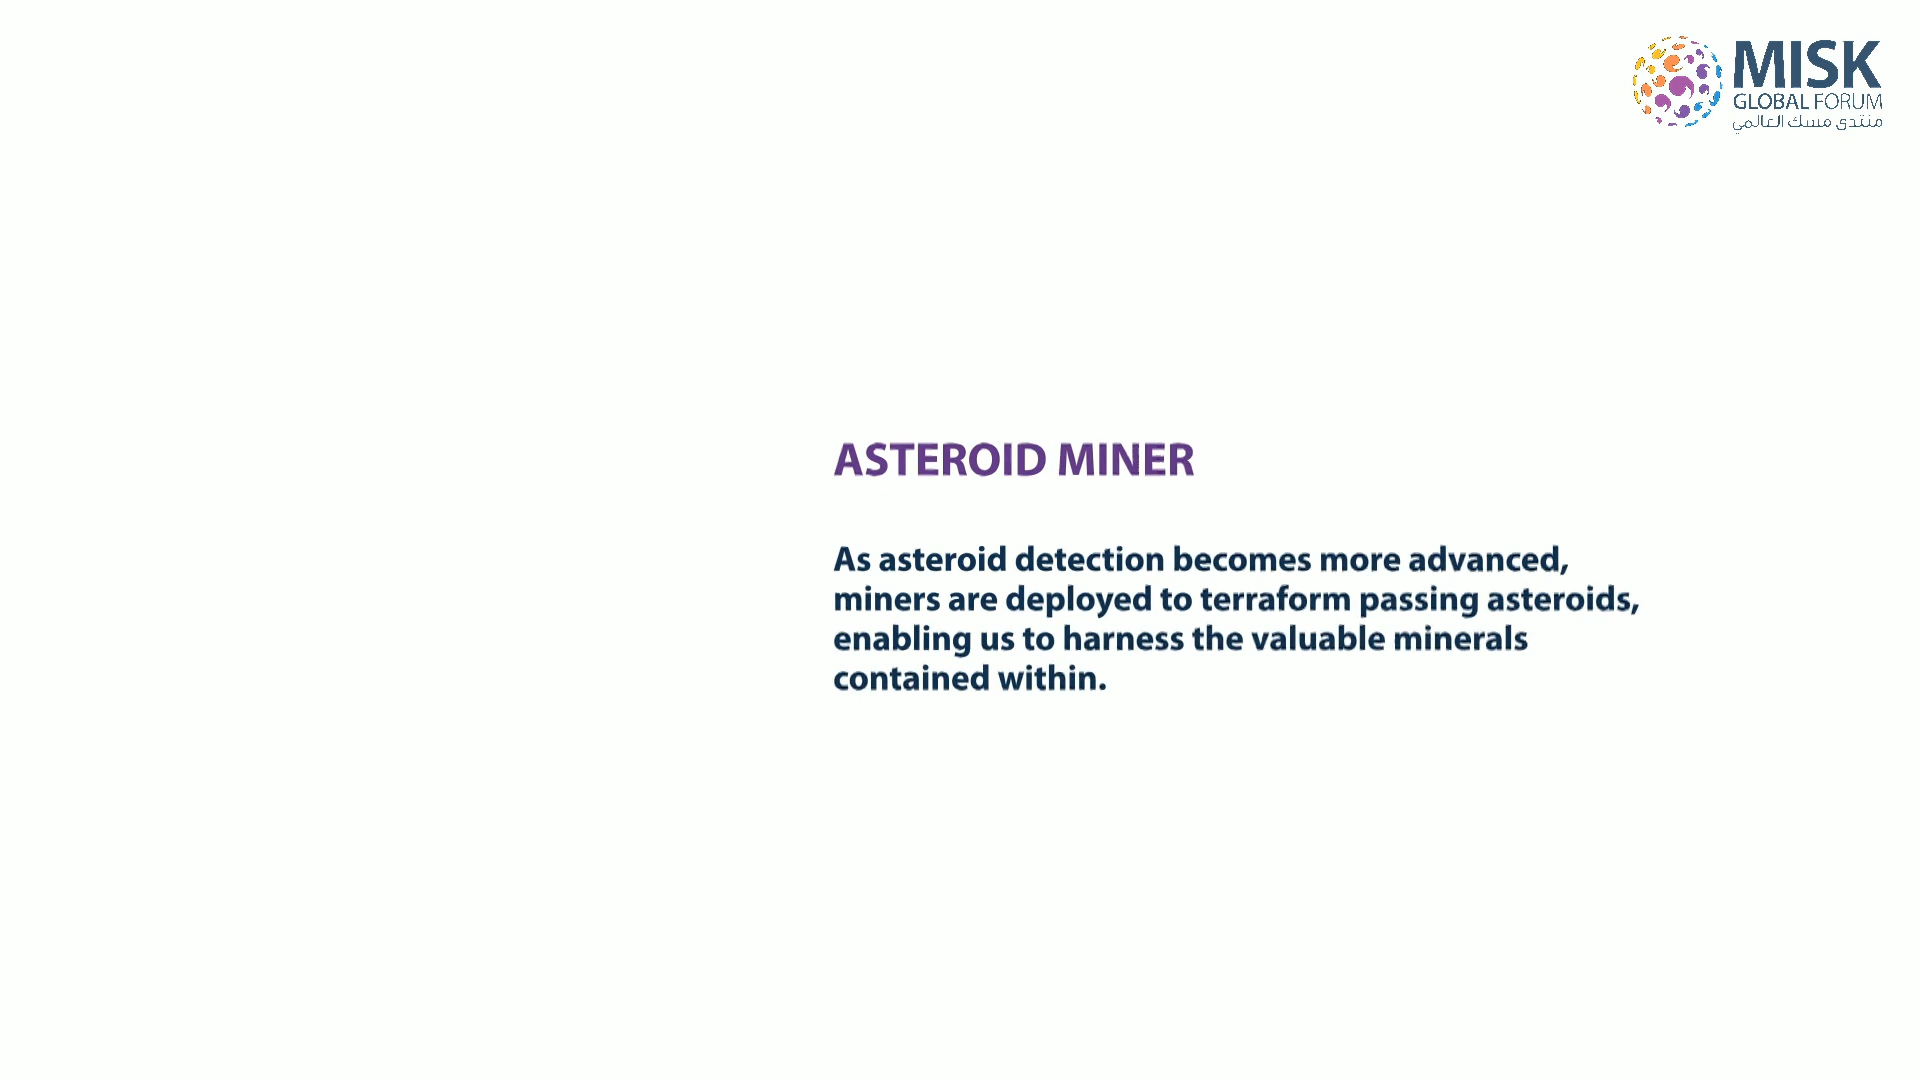 MISK
GLOBAL FORUM
منتدى مسك العالمي
ASTEROID MINER
As asteroid detection becomes more advanced,
miners are deployed to terraform passing asteroids,
enabling us to harness the valuable minerals
contained within.